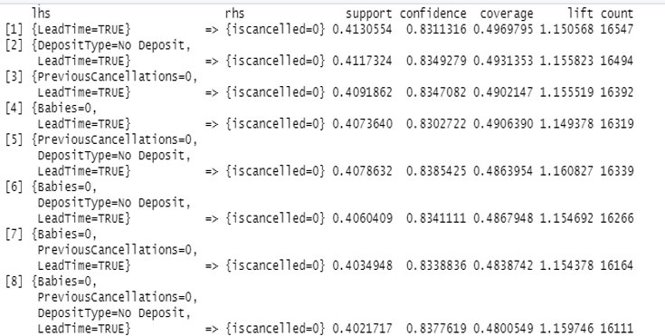 lhs rhs support confidence coverage lift count
[1] {LeadTime=TRUE} => {iscancelled=0} 0.4130554 0.8311316 0.4969795 1.150568 16547
[2] {DepositType=No Deposit,
LeadTime=TRUE} => {iscancelled=0} 0.4117324 0.8349279 0.4931353 1.155823 16494
[3] {PreviousCancellations=0,
LeadTime=TRUE} => {iscancelled=0} 0.4091862 0.8347082 0.4902147 1.155519 16392
[4] {Babies=0,
LeadTime=TRUE} => {iscancelled=0} 0.4073640 0.8302722 0.4906390 1.149378 16319
[5] {PreviousCancellations=0,
DepositType=No Deposit,
LeadTime=TRUE} => {iscancelled=0} 0.4078632 0.8385425 0.4863954 1.160827 16339
[6] {Babies=0,
DepositType=No Deposit,
LeadTime=TRUE} => {iscancelled=0} 0.4060409 0.8341111 0.4867948 1.154692 16266
[7] {Babies=0,
PreviousCancellations=0,
LeadTime=TRUE} => {iscancelled=0} 0.4034948 0.8338836 0.4838742 1.154378 16164
[8] {Babies=0,
PreviousCancellations=0,
DepositType=No Deposit,
LeadTime=TRUE} => {iscancelled=0} 0.4021717 0.8377619 0.4800549 1.159746 16111